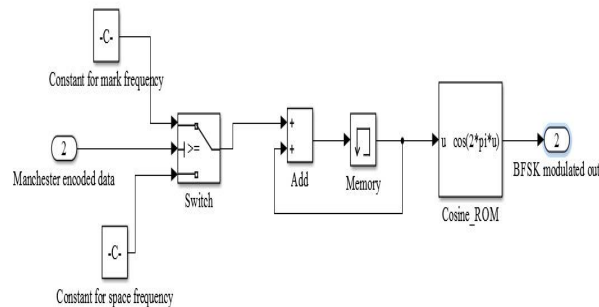 -C-
Constant for mark frequency
2
Manchester encoded data
>=
Switch
-C-
Constant for space frequency
+
+
Add
Memory
u cos(2*pi*u)
Cosine_ROM
2
BFSK modulated out